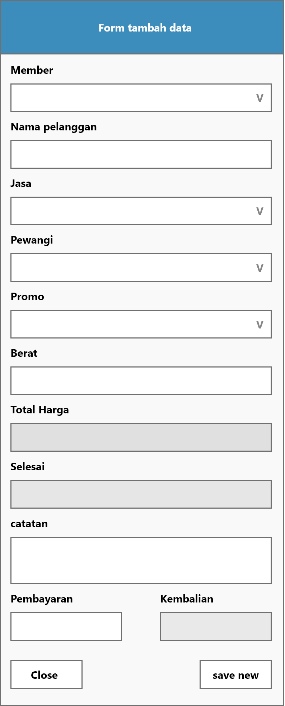 Form tambah data
Member
V
Nama pelanggan
Jasa
V
Pewangi
V
Promo
V
Berat
Total Harga
Selesai
catatan
Pembayaran Kembalian
Close save new